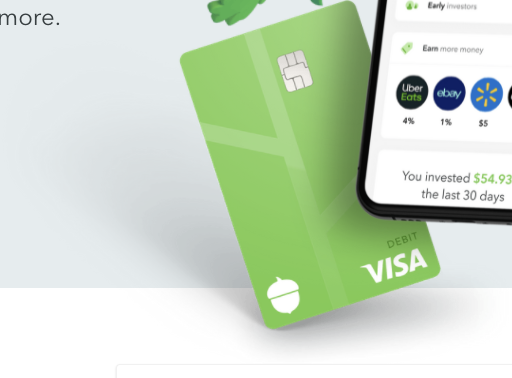 more.
Early investors
Earn more money
Uber Eats
ebay
4%
1%
$5
You invested $54.93
the last 30 days
DEBIT
VISA